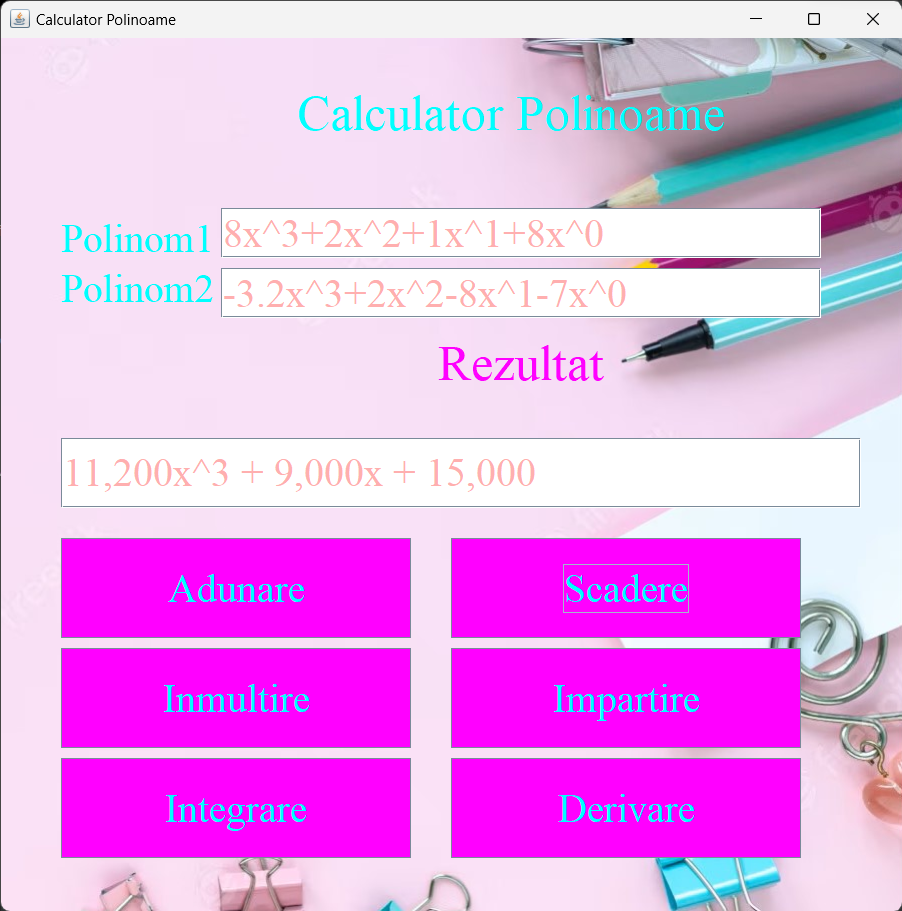 Calculator Polinoame
Calculator Polinoame
Polinom1 8x^3+2x^2+1x^1+8x^0
Polinom2 -3.2x^3+2x^2-8x^1-7x^0
Rezultat
11,200x^3 + 9,000x + 15,000
Adunare Scadere
Inmultire Impartire
Integrare Derivare